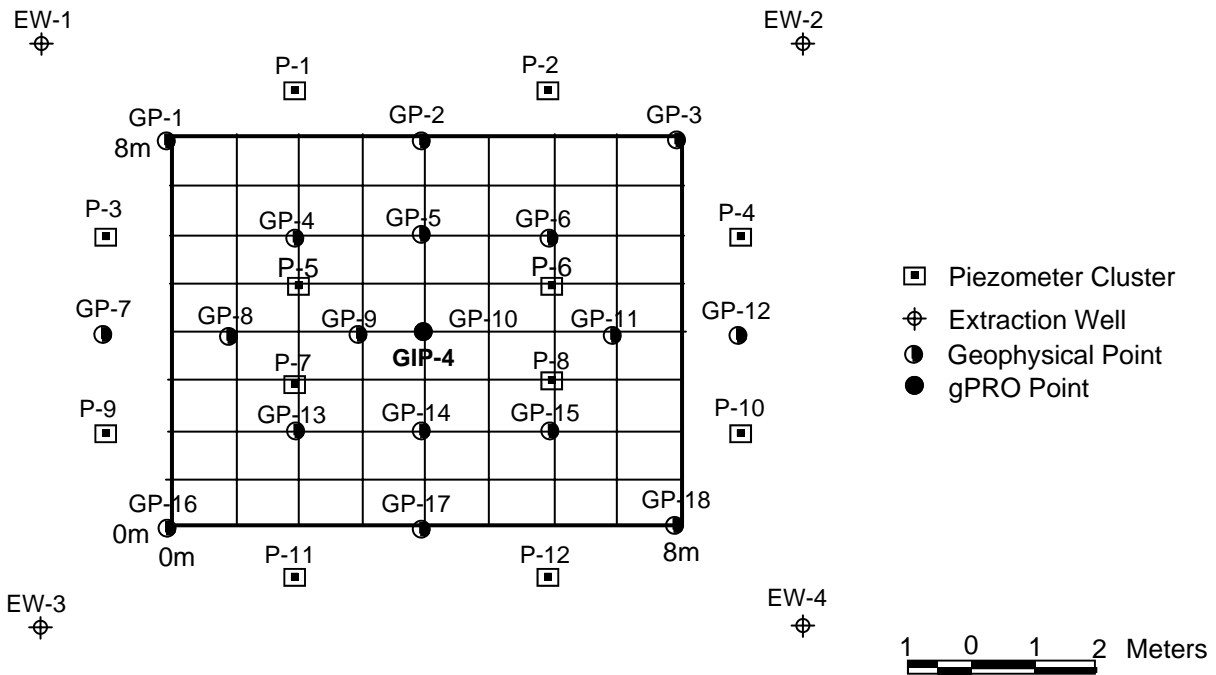 EW-1
EW-2
P-1
P-2
GP-1
GP-2
GP-3
8m
P-3
GP-4
GP-5
GP-6
P-4
P-5
P-6
Piezometer Cluster
GP-7
GP-8
GP-9
GP-10
GP-11
GP-12
Extraction Well
GIP-4
Geophysical Point
P-7
P-8
gPRO Point
P-9
GP-13
GP-14
GP-15
P-10
GP-16
GP-17
GP-18
0m
0m
8m
P-11
P-12
EW-3
EW-4
1 0 1 2 Meters